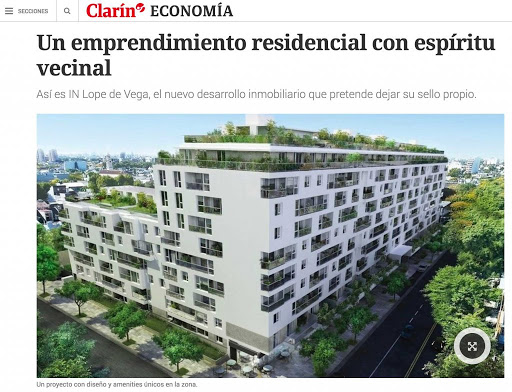 SECCIONES
Clarín ECONOMÍA
Un emprendimiento residencial con espíritu
vecinal
Así es IN Lope de Vega, el nuevo desarrollo inmobiliario que pretende dejar su sello propio.
Un proyecto con diseño y amenities únicos en la zona.